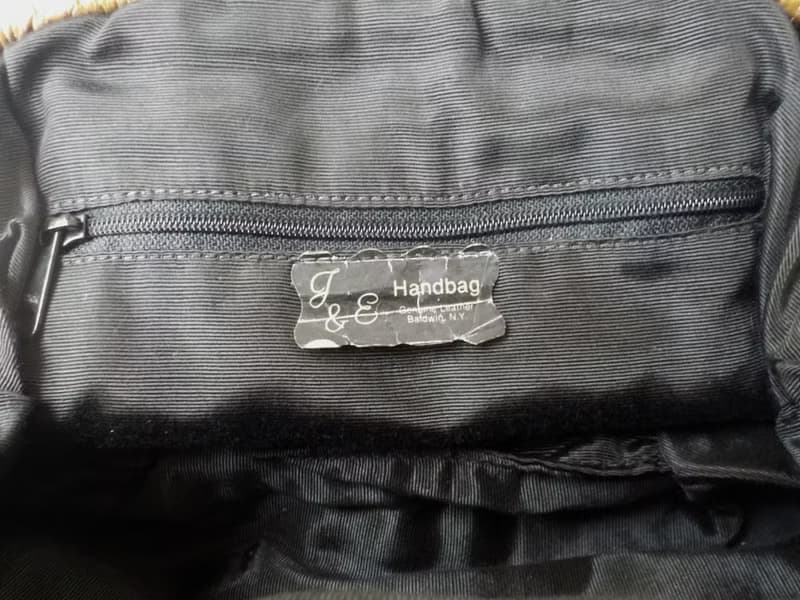 J & E Handbag
Genuine Leather
Baldwin, N.Y.